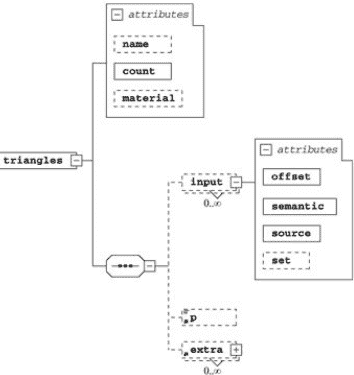 attributes
name
count
material
triangles
attributes
input
offset
0..∞
semantic
source
set
p
extra
0..∞